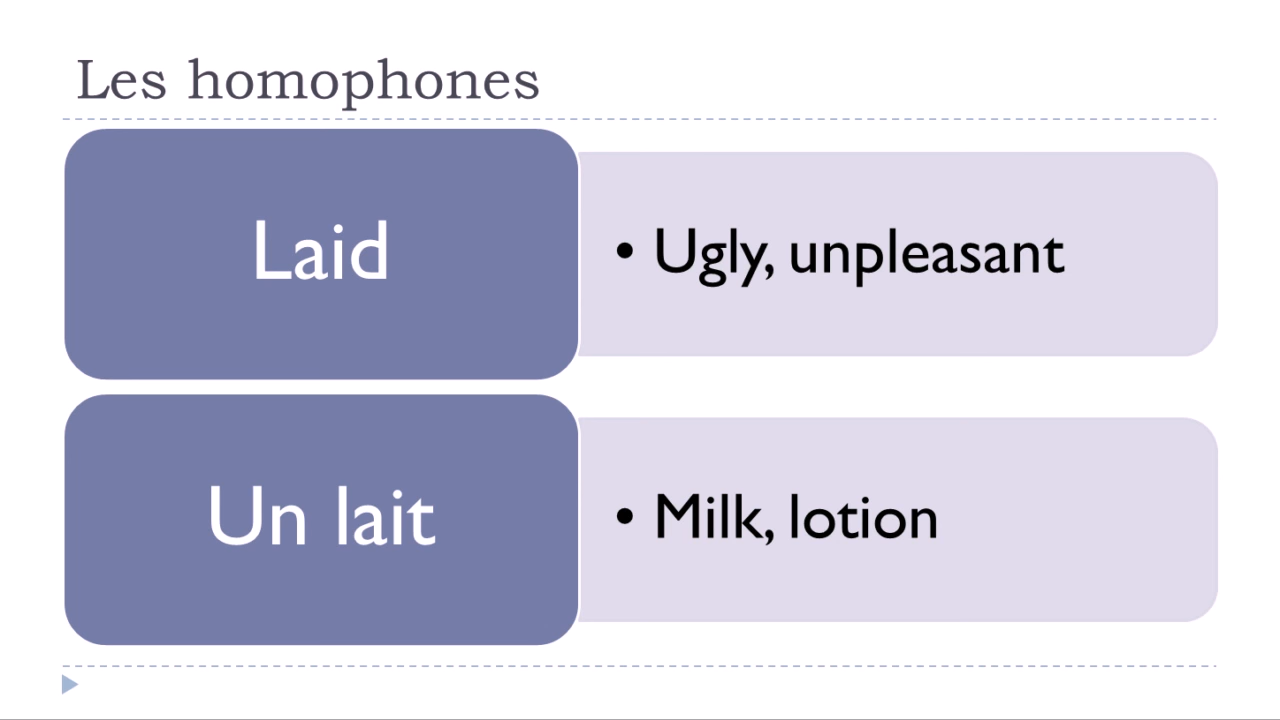 Les homophones
Laid
• Ugly, unpleasant
Un lait
• Milk, lotion